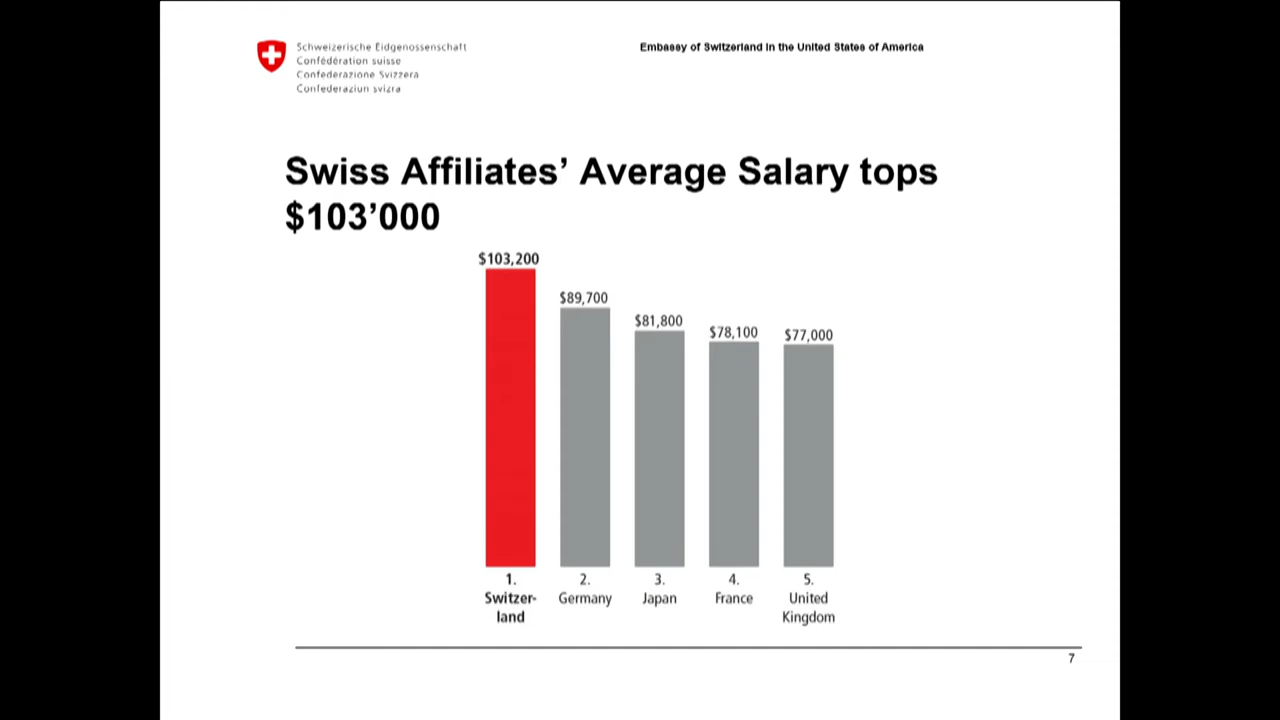 Schweizerische Eidgenossenschaft
Confédération suisse
Confederazione Svizzera
Confederaziun svizra
Embassy of Switzerland in the United States of America
Swiss Affiliates’ Average Salary tops
$103’000
$103,200
$89,700
$81,800
$78,100
$77,000
1.
Switzer-
land
2.
Germany
3.
Japan
4.
France
5.
United
Kingdom
7